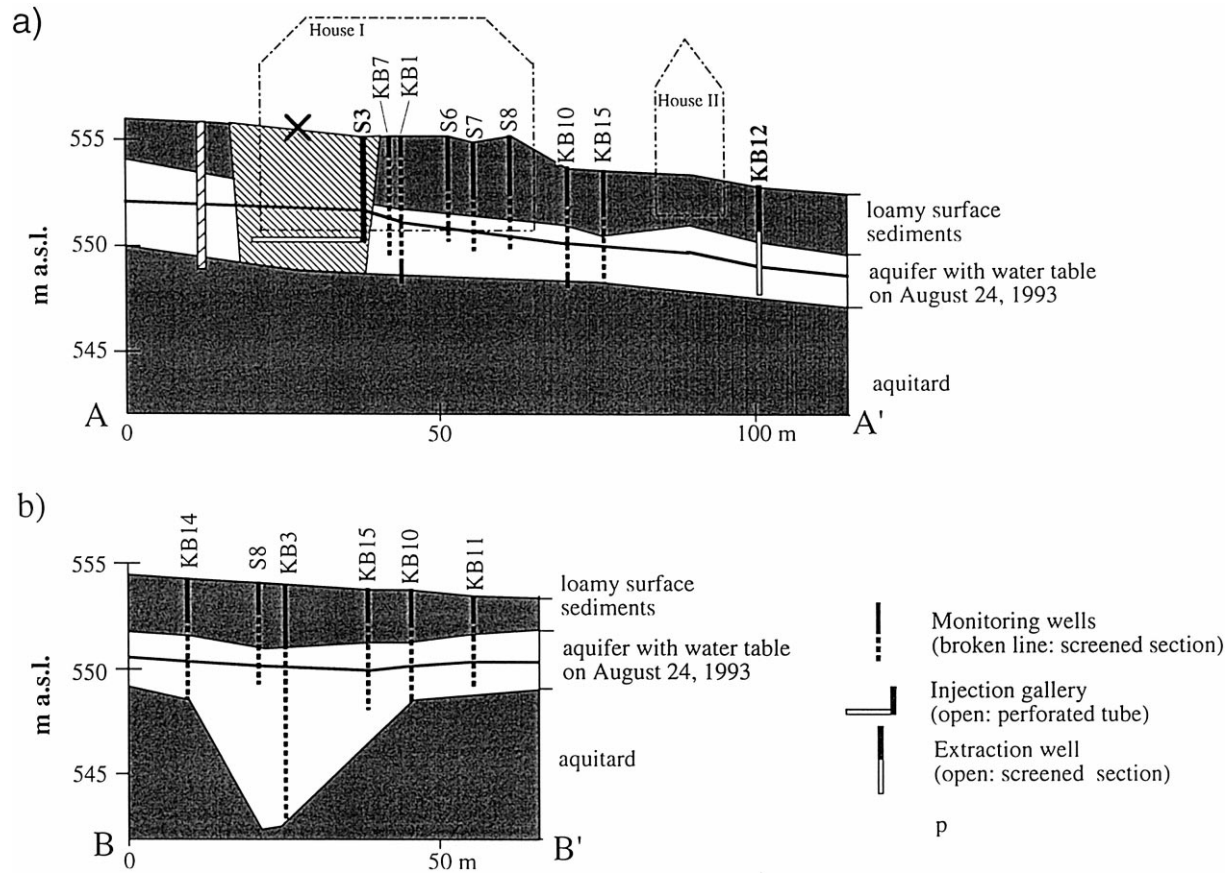 a)
House I
KB7
KB1
S3
S6
S7
S8
KB10
KB15
House II
KB12
555
550
545
m a.s.l.
loamy surface
sediments
aquifer with water table
on August 24, 1993
aquitard
A
A'
0
50
100 m
b)
KB14
S8
KB3
KB15
KB10
KB11
555
550
545
m a.s.l.
loamy surface
sediments
aquifer with water table
on August 24, 1993
aquitard
B
B'
0
50 m
Monitoring wells
(broken line: screened section)
Injection gallery
(open: perforated tube)
Extraction well
(open: screened section)
p